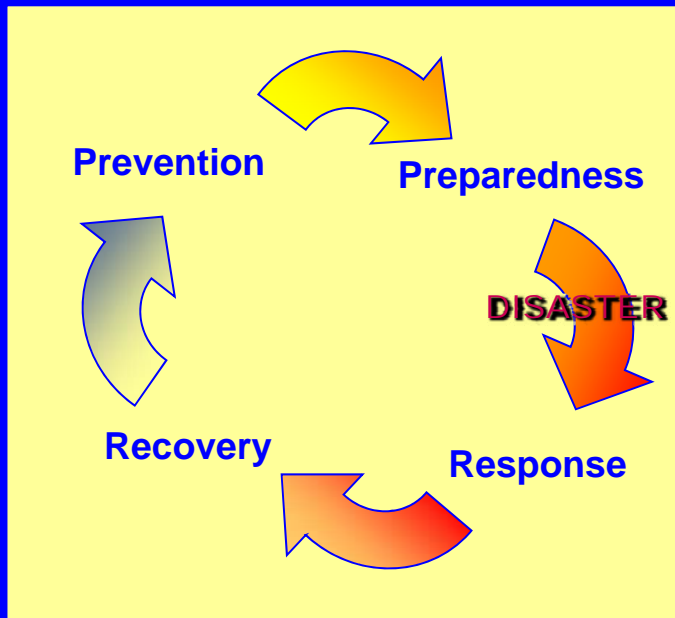 Prevention
Preparedness
DISASTER
Recovery
Response